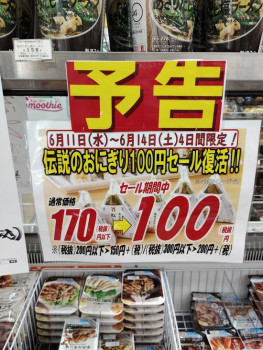 予告
6月11日(水)~6月14日(土)4日間限定!
伝説のおにぎり100円セール復活!!
通常価格
セール期間中
170
(税抜)
円以下
100
(税抜)
円
※(税抜)200円以下>150円+(税)/(税抜)300円以下>200円+(税)
Smoothie